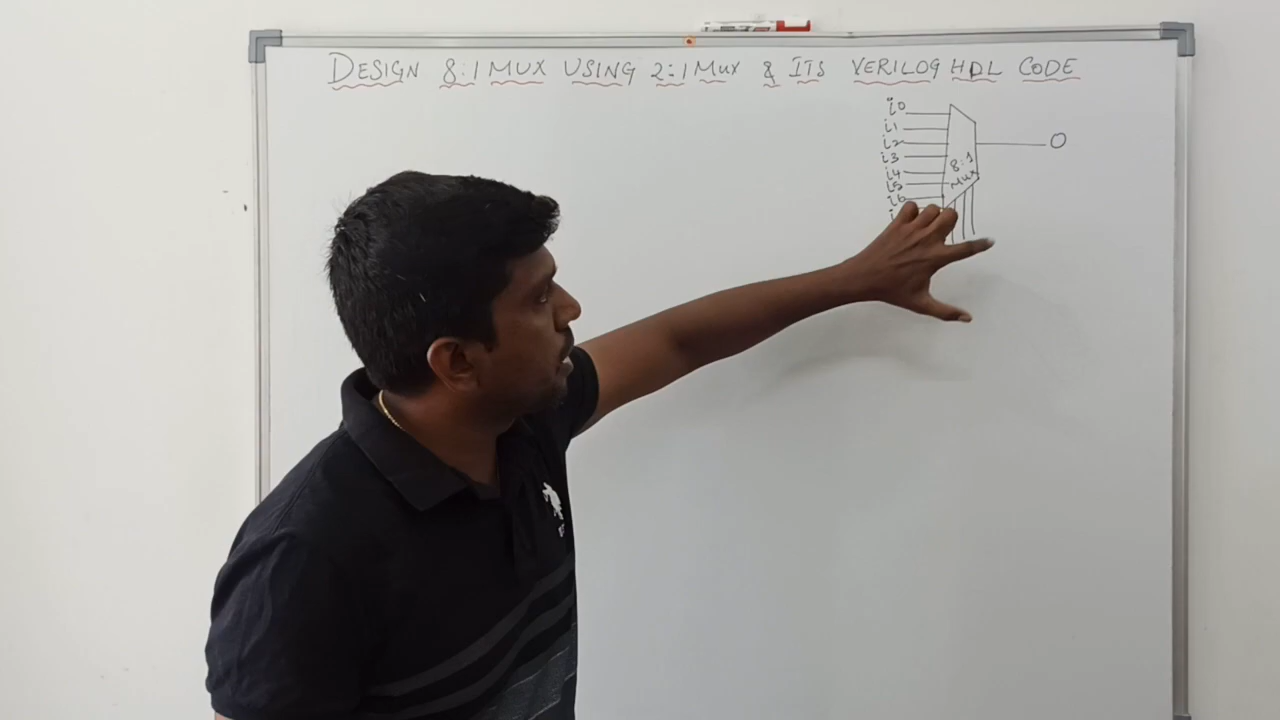 DESIGN 8:1 MUX USING 2:1 MUX & ITS VERILOG HDL CODE
i0
i1
i2
i3
i4
i5
i6
8:1
MUX
O